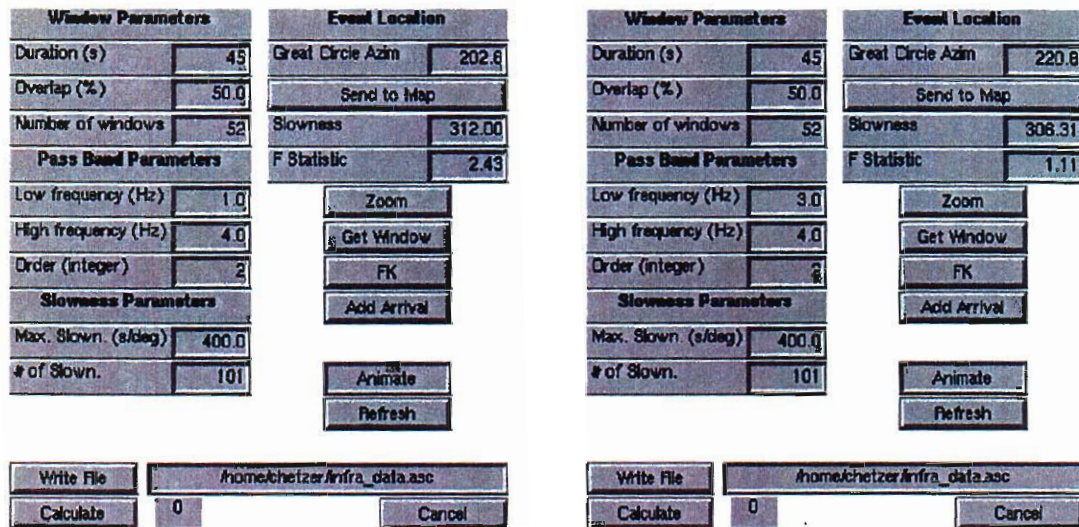 Window Parameters
Duration (s) 45
Overlap (%) 50.0
Number of windows 52
Pass Band Parameters
Low frequency (Hz) 1.0
High frequency (Hz) 4.0
Order (integer) 2
Slowness Parameters
Max. Slown. (s/deg) 400.0
# of Slown. 101
Event Location
Great Circle Azim 202.6
Send to Map
Slowness 312.00
F Statistic 2.43
Zoom
Get Window
FK
Add Arrival
Animate
Refresh
Write File /home/chetzer/infra_data.asc
Calculate 0 Cancel
Window Parameters
Duration (s) 45
Overlap (%) 50.0
Number of windows 52
Pass Band Parameters
Low frequency (Hz) 3.0
High frequency (Hz) 4.0
Order (integer)
Slowness Parameters
Max. Slown. (s/deg) 400.0
# of Slown. 101
Event Location
Great Circle Azim 220.8
Send to Map
Slowness 306.31
F Statistic 1.11
Zoom
Get Window
FK
Add Arrival
Animate
Refresh
Write File /home/chetzer/infra_data.asc
Calculate 0 Cancel